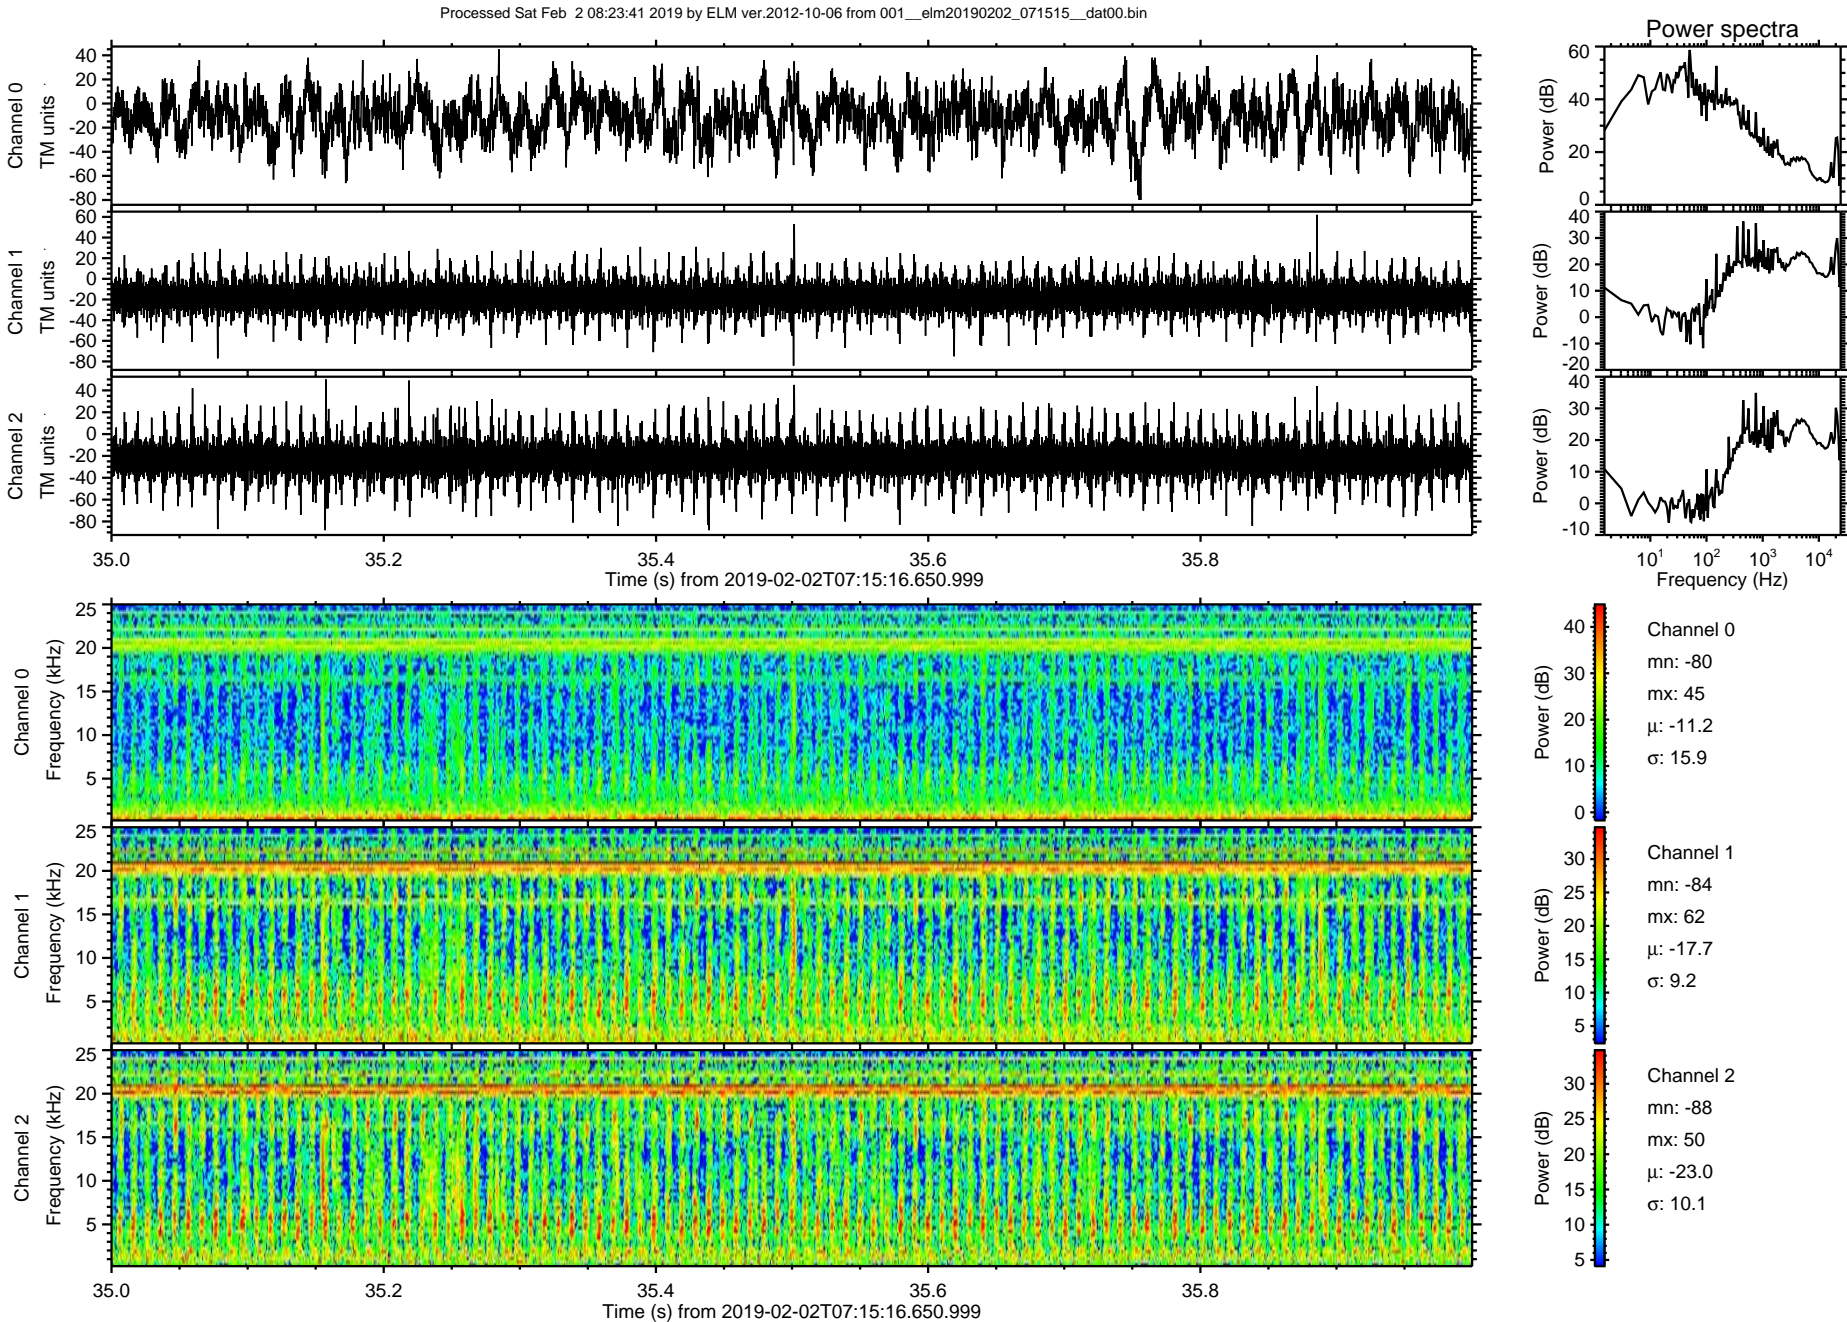 Processed Sat Feb  2 08:23:41 2019 by ELM ver.2012-10-06 from 001__elm20190202_071515__dat00.bin
Power spectra
Channel 0
TM units
40
20
0
-20
-40
-60
-80
Power (dB)
60
40
20
0
Channel 1
TM units
60
40
20
0
-20
-40
-60
-80
Power (dB)
40
30
20
10
0
-10
-20
Channel 2
TM units
40
20
0
-20
-40
-60
-80
Power (dB)
40
30
20
10
0
-10
35.0 35.2 35.4 35.6 35.8
Time (s) from 2019-02-02T07:15:16.650.999
10¹ 10² 10³ 10⁴
Frequency (Hz)
Channel 0
Frequency (kHz)
25
20
15
10
5
Power (dB)
40
30
20
10
0
Channel 0
mn: -80
mx: 45
μ: -11.2
σ: 15.9
Channel 1
Frequency (kHz)
25
20
15
10
5
Power (dB)
30
25
20
15
10
5
Channel 1
mn: -84
mx: 62
μ: -17.7
σ: 9.2
Channel 2
Frequency (kHz)
25
20
15
10
5
Power (dB)
30
25
20
15
10
5
Channel 2
mn: -88
mx: 50
μ: -23.0
σ: 10.1
35.0 35.2 35.4 35.6 35.8
Time (s) from 2019-02-02T07:15:16.650.999